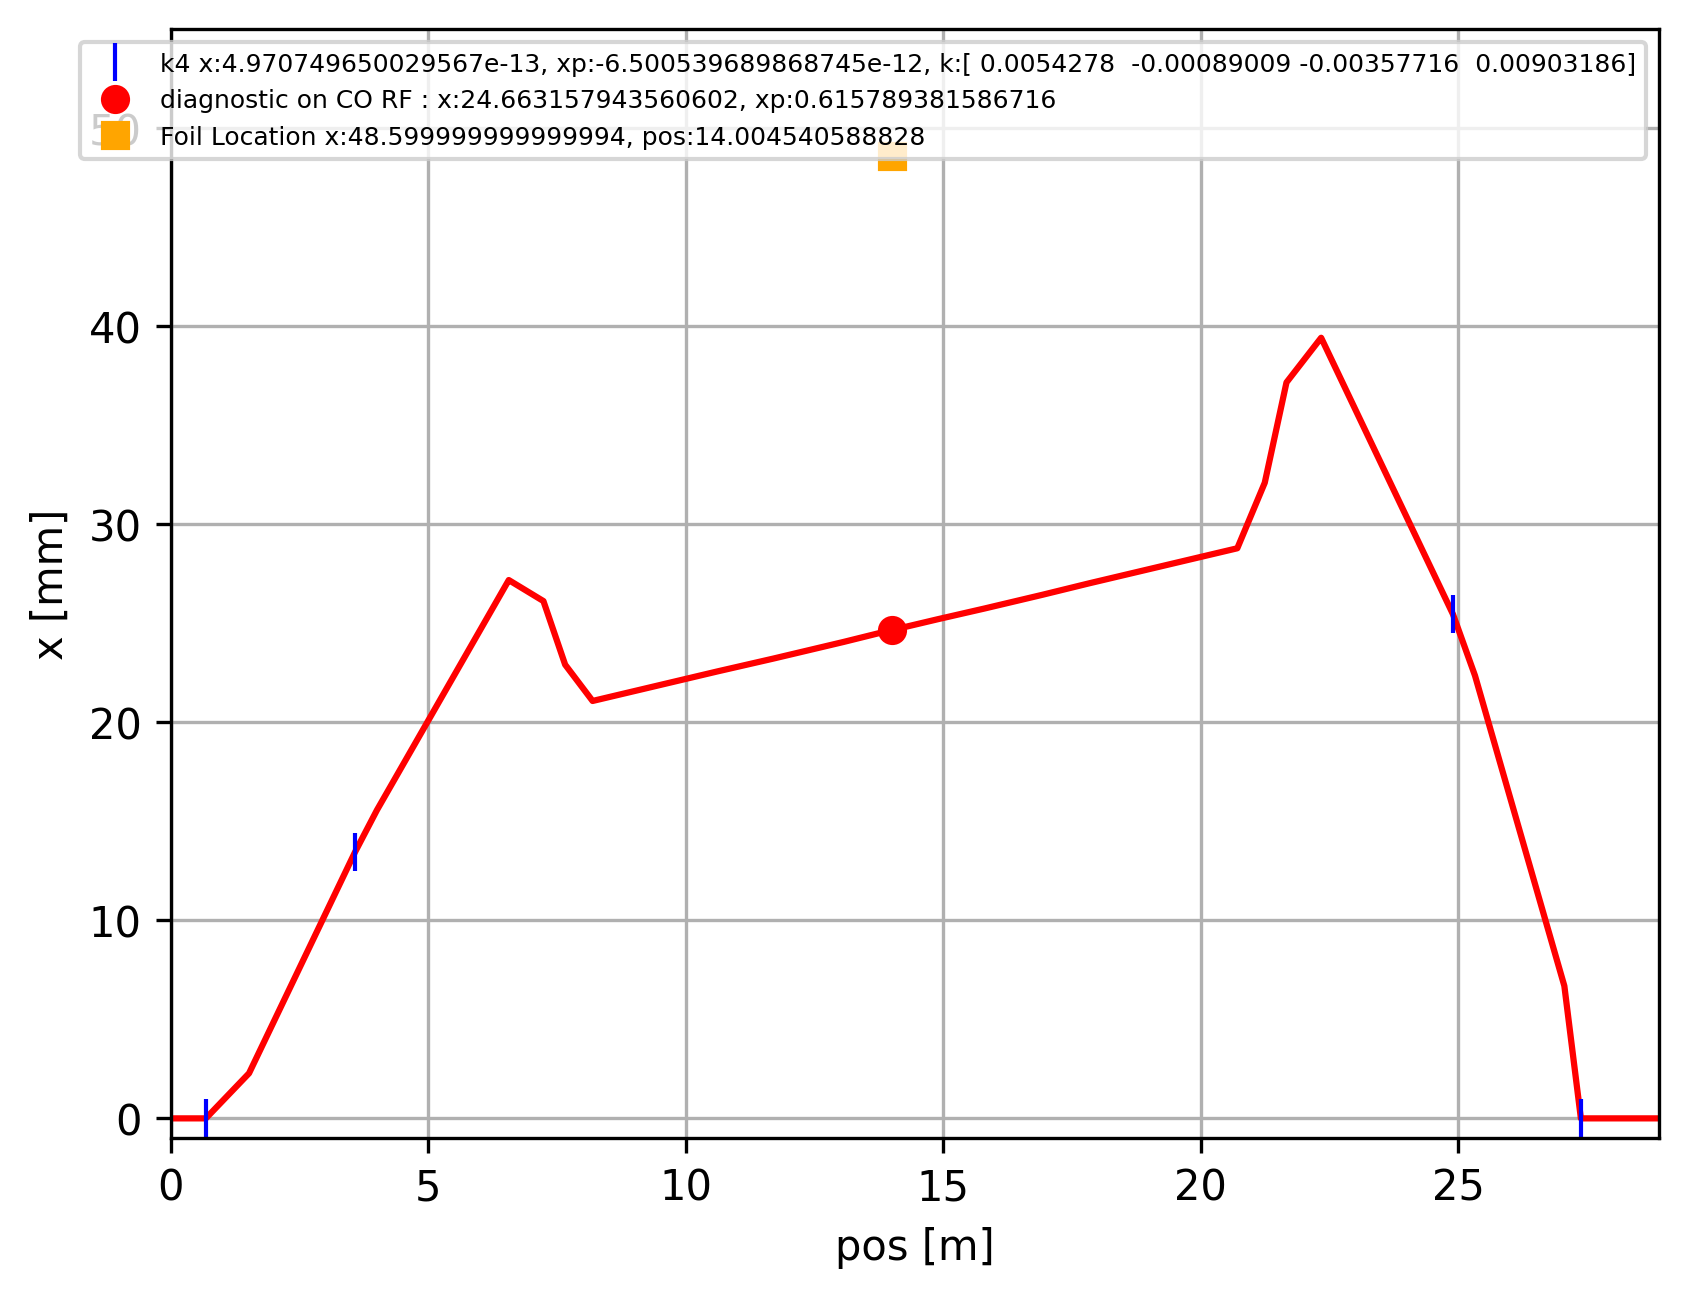 k4 x:4.970749650029567e-13, xp:-6.500539689868745e-12, k:[ 0.0054278  -0.00089009 -0.00357716  0.00903186]
diagnostic on CO RF : x:24.663157943560602, xp:0.615789381586716
Foil Location x:48.599999999999994, pos:14.004540588828
50
40
30
20
10
0
x [mm]
0 5 10 15 20 25
pos [m]